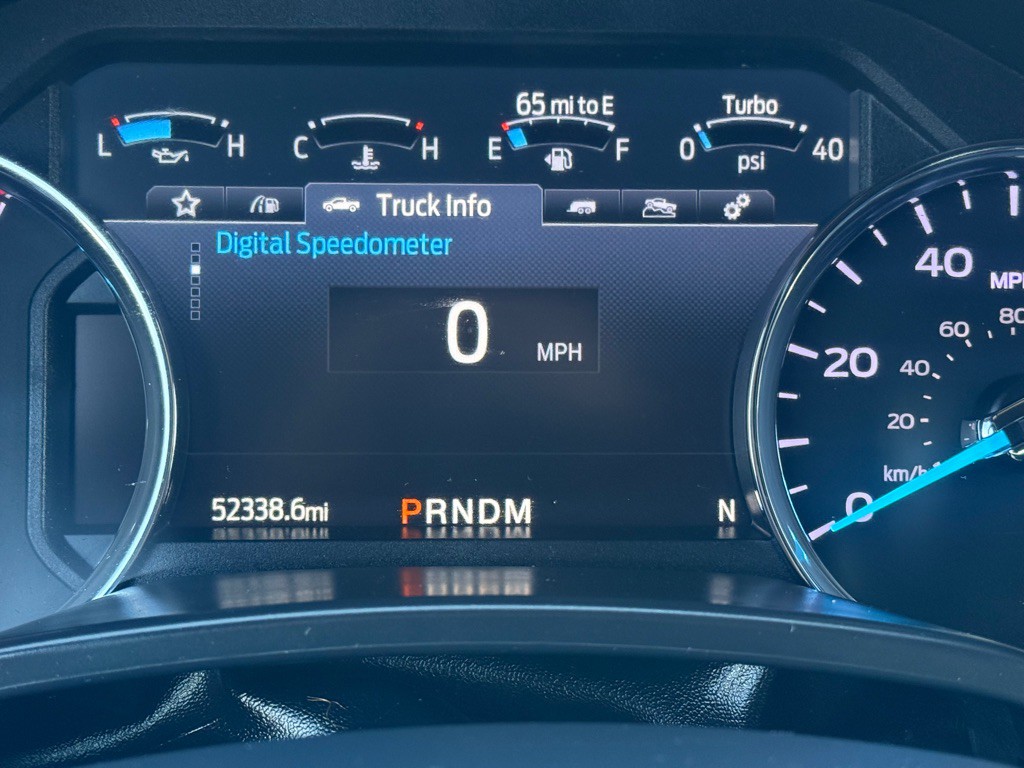 65 mi to E
Turbo
L H
C H
E F
0 40
psi
Truck Info
Digital Speedometer
0 MPH
52338.6mi
PRNDM
N
40
MPH
80
60
20
40
20
km/h
0